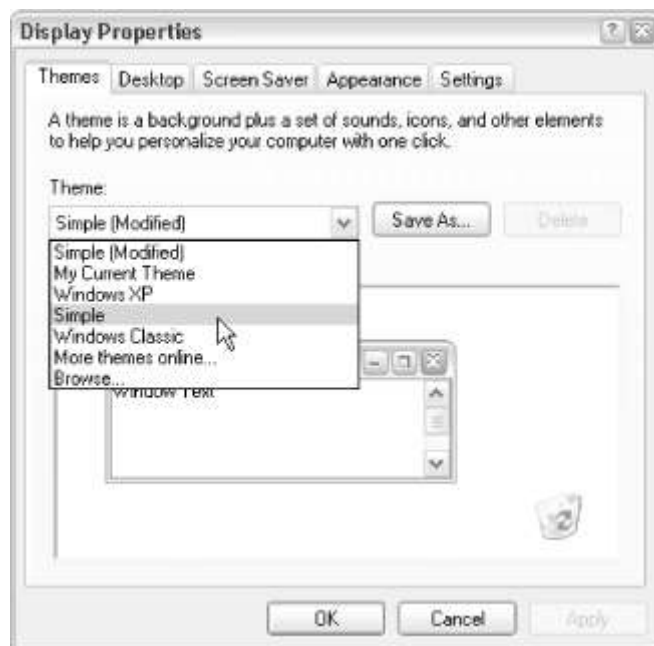 Display Properties
Themes Desktop Screen Saver Appearance Settings
A theme is a background plus a set of sounds, icons, and other elements
to help you personalize your computer with one click.
Theme:
Simple (Modified) Save As... Delete
Simple (Modified)
My Current Theme
Windows XP
Simple
Windows Classic
More themes online...
Browse...
Window Text
OK Cancel Apply